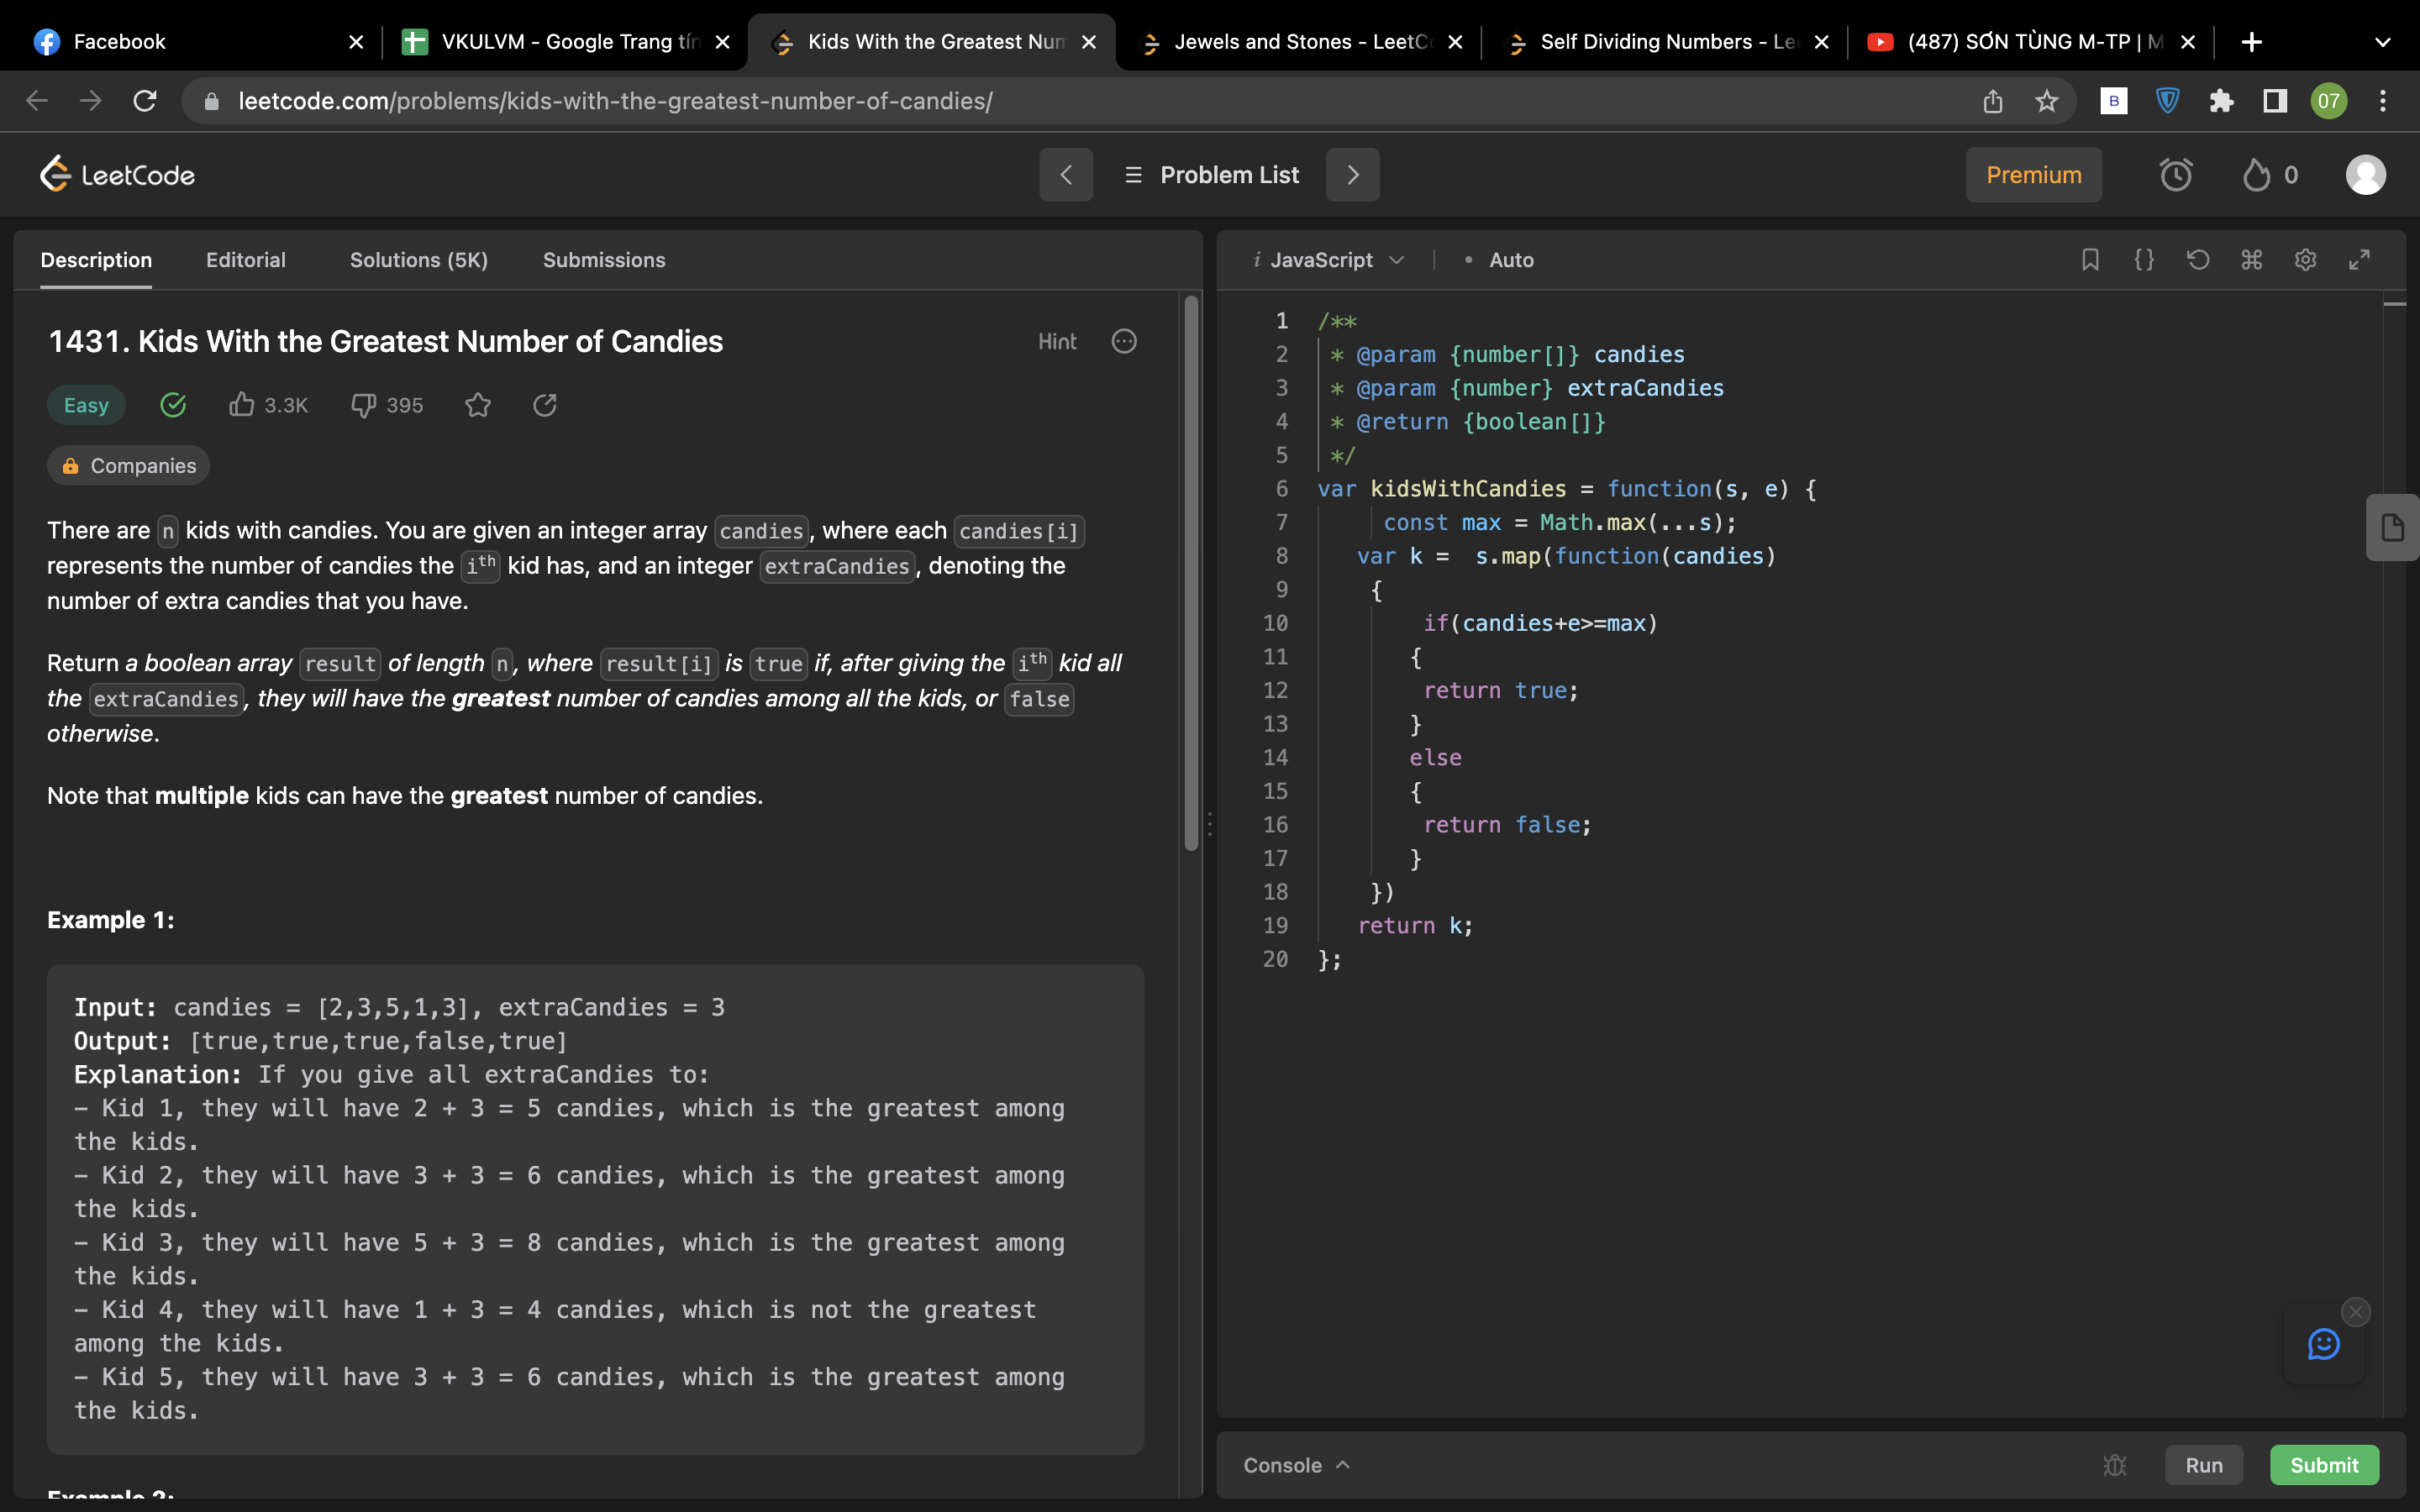 Facebook
VKULVM - Google Trang tín
Kids With the Greatest Num
Jewels and Stones - LeetC
Self Dividing Numbers - Le
(487) SƠN TÙNG M-TP | M
leetcode.com/problems/kids-with-the-greatest-number-of-candies/
B
07
LeetCode
Problem List
Premium
0
Description
Editorial
Solutions (5K)
Submissions
1431. Kids With the Greatest Number of Candies
Hint
Easy
3.3K
395
Companies
There are n kids with candies. You are given an integer array candies, where each candies[i]
represents the number of candies the ith kid has, and an integer extraCandies, denoting the
number of extra candies that you have.
Return a boolean array result of length n, where result[i] is true if, after giving the ith kid all
the extraCandies, they will have the greatest number of candies among all the kids, or false
otherwise.
Note that multiple kids can have the greatest number of candies.
Example 1:
Input: candies = [2,3,5,1,3], extraCandies = 3
Output: [true,true,true,false,true]
Explanation: If you give all extraCandies to:
- Kid 1, they will have 2 + 3 = 5 candies, which is the greatest among
the kids.
- Kid 2, they will have 3 + 3 = 6 candies, which is the greatest among
the kids.
- Kid 3, they will have 5 + 3 = 8 candies, which is the greatest among
the kids.
- Kid 4, they will have 1 + 3 = 4 candies, which is not the greatest
among the kids.
- Kid 5, they will have 3 + 3 = 6 candies, which is the greatest among
the kids.
Example 2:
i JavaScript
• Auto
1 /**
2 * @param {number[]} candies
3 * @param {number} extraCandies
4 * @return {boolean[]}
5 */
6 var kidsWithCandies = function(s, e) {
7 const max = Math.max(...s);
8 var k =  s.map(function(candies)
9 {
10 if(candies+e>=max)
11 {
12 return true;
13 }
14 else
15 {
16 return false;
17 }
18 })
19 return k;
20 };
Console
Run
Submit